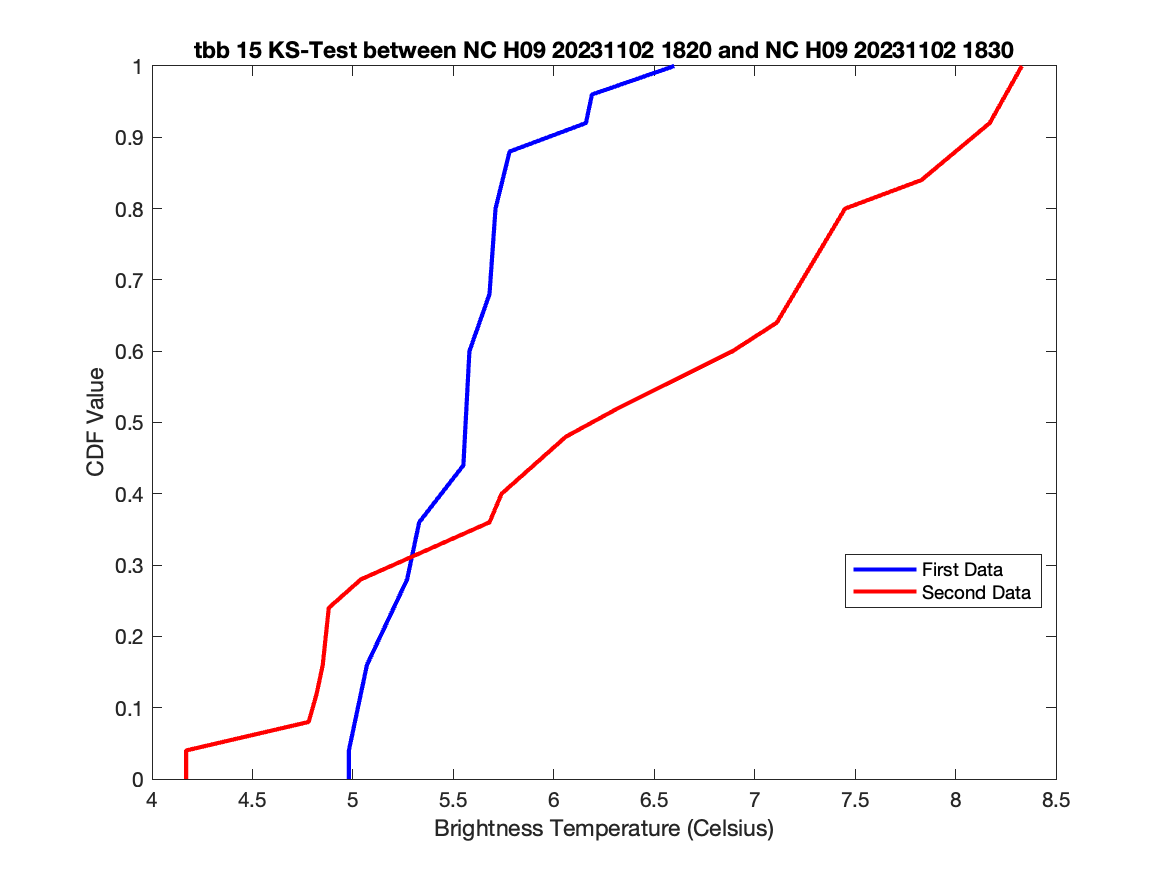 tbb 15 KS-Test between NC H09 20231102 1820 and NC H09 20231102 1830
1
0.9
0.8
0.7
0.6
0.5
0.4
0.3
0.2
0.1
0
CDF Value
First Data
Second Data
4 4.5 5 5.5 6 6.5 7 7.5 8 8.5
Brightness Temperature (Celsius)